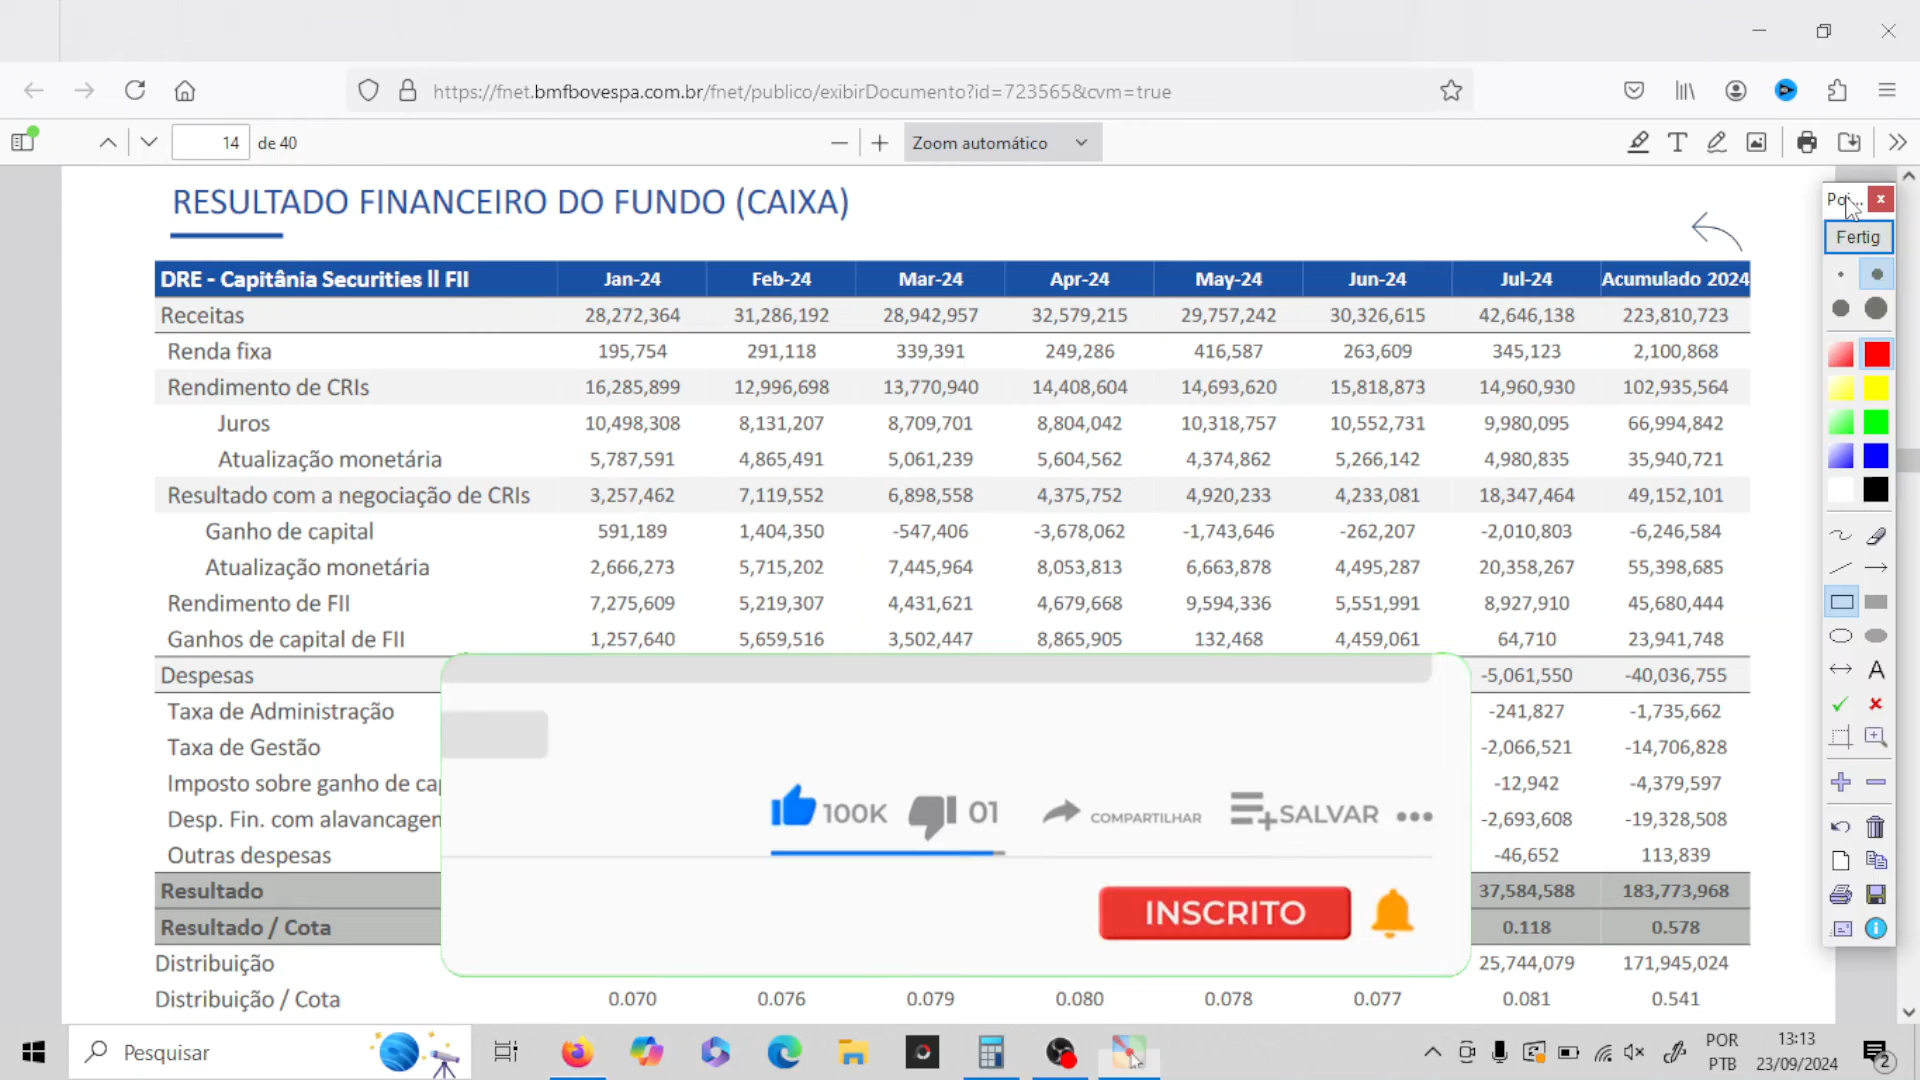 https://fnet.bmfbovespa.com.br/fnet/publico/exibirDocumento?id=723565&cvm=true
14 de 40 Zoom automático
RESULTADO FINANCEIRO DO FUNDO (CAIXA)
Fertig
DRE - Capitânia Securities ll FII Jan-24 Feb-24 Mar-24 Apr-24 May-24 Jun-24 Jul-24 Acumulado 2024
Receitas 28,272,364 31,286,192 28,942,957 32,579,215 29,757,242 30,326,615 42,646,138 223,810,723
Renda fixa 195,754 291,118 339,391 249,286 416,587 263,609 345,123 2,100,868
Rendimento de CRIs 16,285,899 12,996,698 13,770,940 14,408,604 14,693,620 15,818,873 14,960,930 102,935,564
Juros 10,498,308 8,131,207 8,709,701 8,804,042 10,318,757 10,552,731 9,980,095 66,994,842
Atualização monetária 5,787,591 4,865,491 5,061,239 5,604,562 4,374,862 5,266,142 4,980,835 35,940,721
Resultado com a negociação de CRIs 3,257,462 7,119,552 6,898,558 4,375,752 4,920,233 4,233,081 18,347,464 49,152,101
Ganho de capital 591,189 1,404,350 -547,406 -3,678,062 -1,743,646 -262,207 -2,010,803 -6,246,584
Atualização monetária 2,666,273 5,715,202 7,445,964 8,053,813 6,663,878 4,495,287 20,358,267 55,398,685
Rendimento de FII 7,275,609 5,219,307 4,431,621 4,679,668 9,594,336 5,551,991 8,927,910 45,680,444
Ganhos de capital de FII 1,257,640 5,659,516 3,502,447 8,865,905 132,468 4,459,061 64,710 23,941,748
Despesas -5,061,550 -40,036,755
Taxa de Administração -241,827 -1,735,662
Taxa de Gestão -2,066,521 -14,706,828
Imposto sobre ganho de ca -12,942 -4,379,597
Desp. Fin. com alavancagen -2,693,608 -19,328,508
100K 01 COMPARTILHAR SALVAR
Outras despesas -46,652 113,839
Resultado 37,584,588 183,773,968
INSCRITO
Resultado / Cota 0.118 0.578
Distribuição 25,744,079 171,945,024
Distribuição / Cota 0.070 0.076 0.079 0.080 0.078 0.077 0.081 0.541
Pesquisar
POR
PTB
13:13
23/09/2024
2